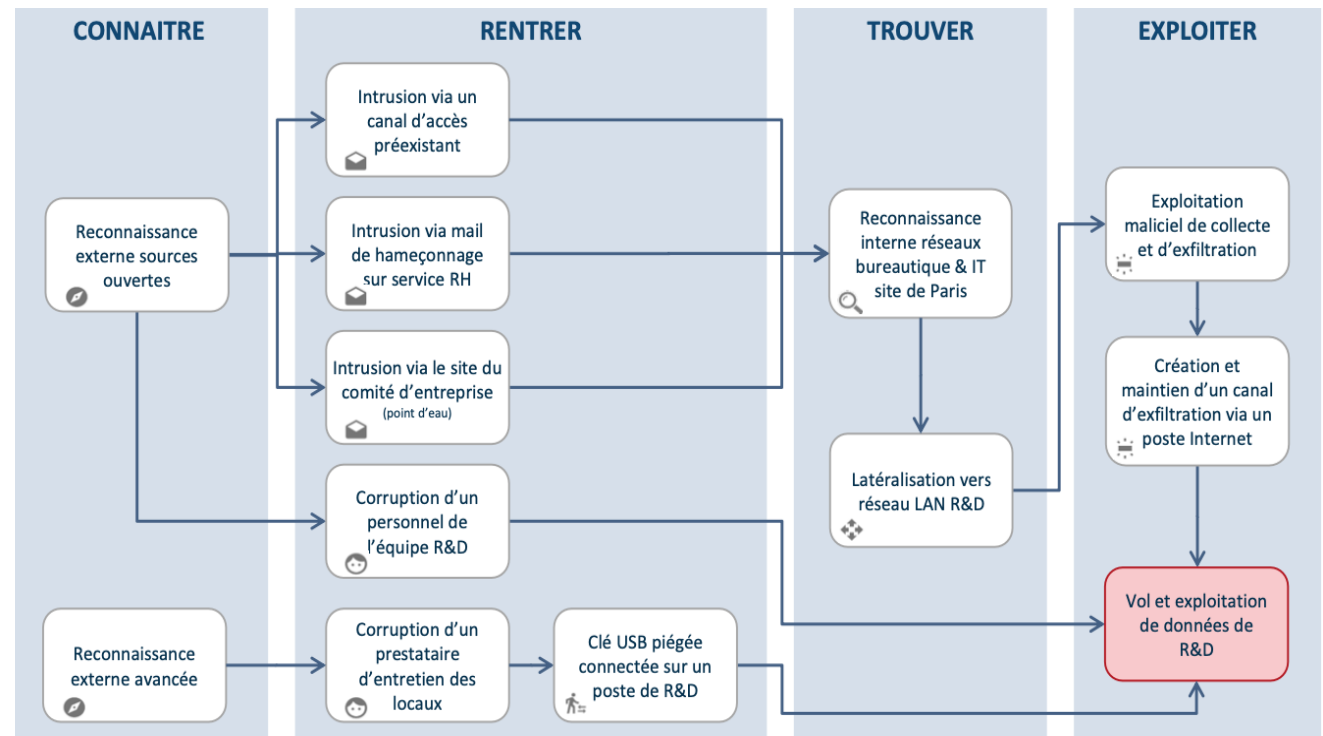 CONNAITRE
RENTRER
TROUVER
EXPLOITER
Reconnaissance
externe sources
ouvertes
Reconnaissance
externe avancée
Intrusion via un
canal d'accès
préexistant
Intrusion via mail
de hameçonnage
sur service RH
Intrusion via le site du
comité d'entreprise
(point d'eau)
Corruption d'un
personnel de
l'équipe R&D
Corruption d'un
prestataire
d'entretien des
locaux
Clé USB piégée
connectée sur un
poste de R&D
Reconnaissance
interne réseaux
bureautique & IT
site de Paris
Latéralisation vers
réseau LAN R&D
Exploitation
maliciel de collecte
et d'exfiltration
Création et
maintien d'un canal
d'exfiltration via un
poste Internet
Vol et exploitation
de données de
R&D